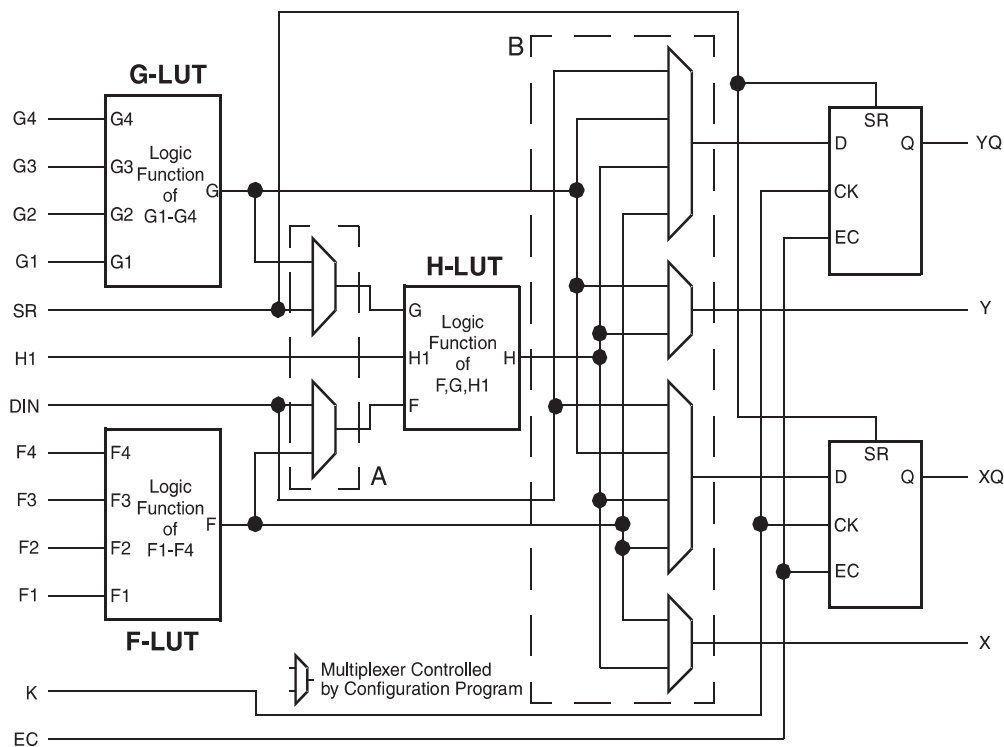 B
G-LUT
G4
G3
G2
G1
SR
H1
DIN
F4
F3
F2
F1
K
EC
G4
G3
G2
G1
Logic
Function
of
G1-G4
G
H-LUT
G
H1
F
Logic
Function
of
F,G,H1
H
A
F4
F3
F2
F1
Logic
Function
of
F1-F4
F
F-LUT
Multiplexer Controlled
by Configuration Program
SR
D
Q
CK
EC
YQ
Y
SR
D
Q
CK
EC
XQ
X